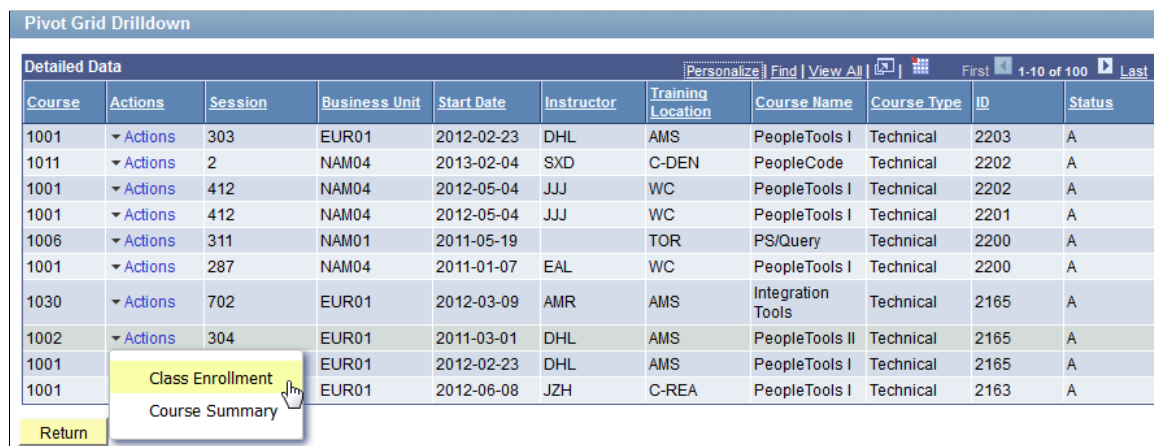 Pivot Grid Drilldown
Detailed Data Personalize | Find | View All | | First 1-10 of 100 Last
Course Actions Session Business Unit Start Date Instructor Training Location Course Name Course Type ID Status
1001 Actions 303 EUR01 2012-02-23 DHL AMS PeopleTools I Technical 2203 A
1011 Actions 2 NAM04 2013-02-04 SXD C-DEN PeopleCode Technical 2202 A
1001 Actions 412 NAM04 2012-05-04 JJJ WC PeopleTools I Technical 2202 A
1001 Actions 412 NAM04 2012-05-04 JJJ WC PeopleTools I Technical 2201 A
1006 Actions 311 NAM01 2011-05-19 TOR PS/Query Technical 2200 A
1001 Actions 287 NAM04 2011-01-07 EAL WC PeopleTools I Technical 2200 A
1030 Actions 702 EUR01 2012-03-09 AMR AMS Integration Tools Technical 2165 A
1002 Actions 304 EUR01 2011-03-01 DHL AMS PeopleTools II Technical 2165 A
1001 EUR01 2012-02-23 DHL AMS PeopleTools I Technical 2165 A
Class Enrollment
1001 EUR01 2012-06-08 JZH C-REA PeopleTools I Technical 2163 A
Course Summary
Return